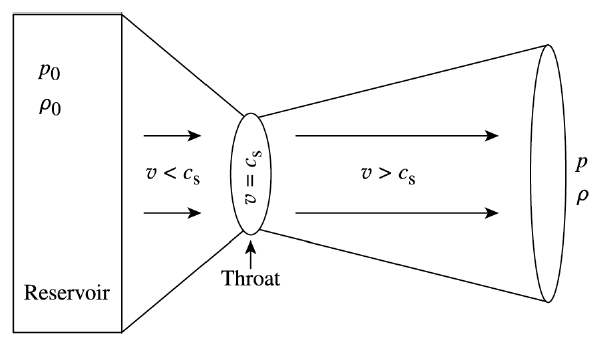 p₀
ρ₀
v < cₛ
v = cₛ
v > cₛ
p
ρ
Throat
Reservoir